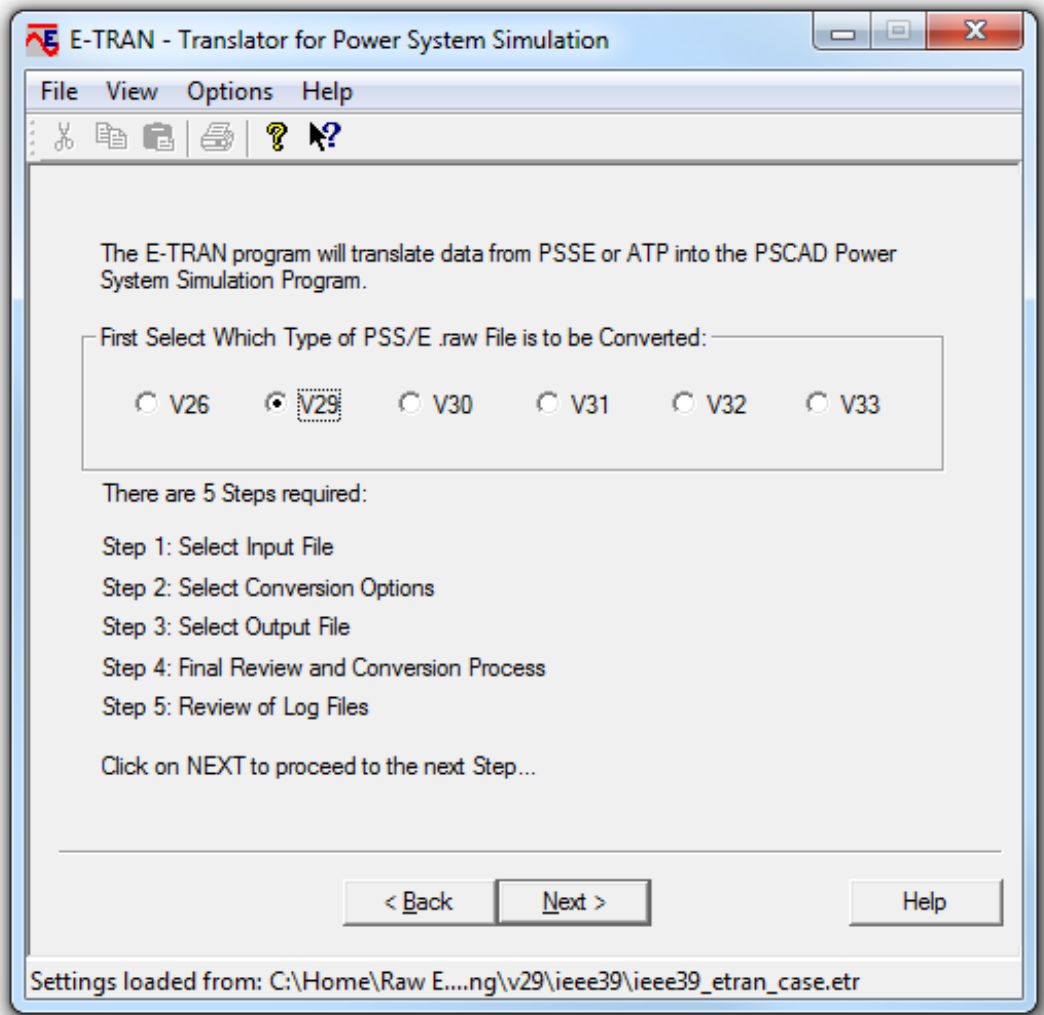 E-TRAN - Translator for Power System Simulation
File View Options Help
The E-TRAN program will translate data from PSSE or ATP into the PSCAD Power
System Simulation Program.
First Select Which Type of PSS/E .raw File is to be Converted:
V26 V29 V30 V31 V32 V33
There are 5 Steps required:
Step 1: Select Input File
Step 2: Select Conversion Options
Step 3: Select Output File
Step 4: Final Review and Conversion Process
Step 5: Review of Log Files
Click on NEXT to proceed to the next Step...
< Back Next > Help
Settings loaded from: C:\Home\Raw E....ng\v29\ieee39\ieee39_etran_case.etr